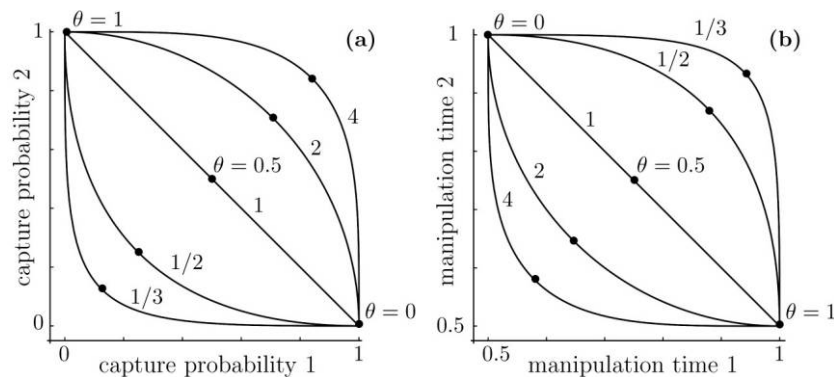 θ = 1
(a)
1
4
2
θ = 0.5
1
1/2
1/3
θ = 0
0
0
1
capture probability 1
capture probability 2
θ = 0
1/3
(b)
1
1/2
1
θ = 0.5
2
4
θ = 1
0.5
0.5
1
manipulation time 1
manipulation time 2